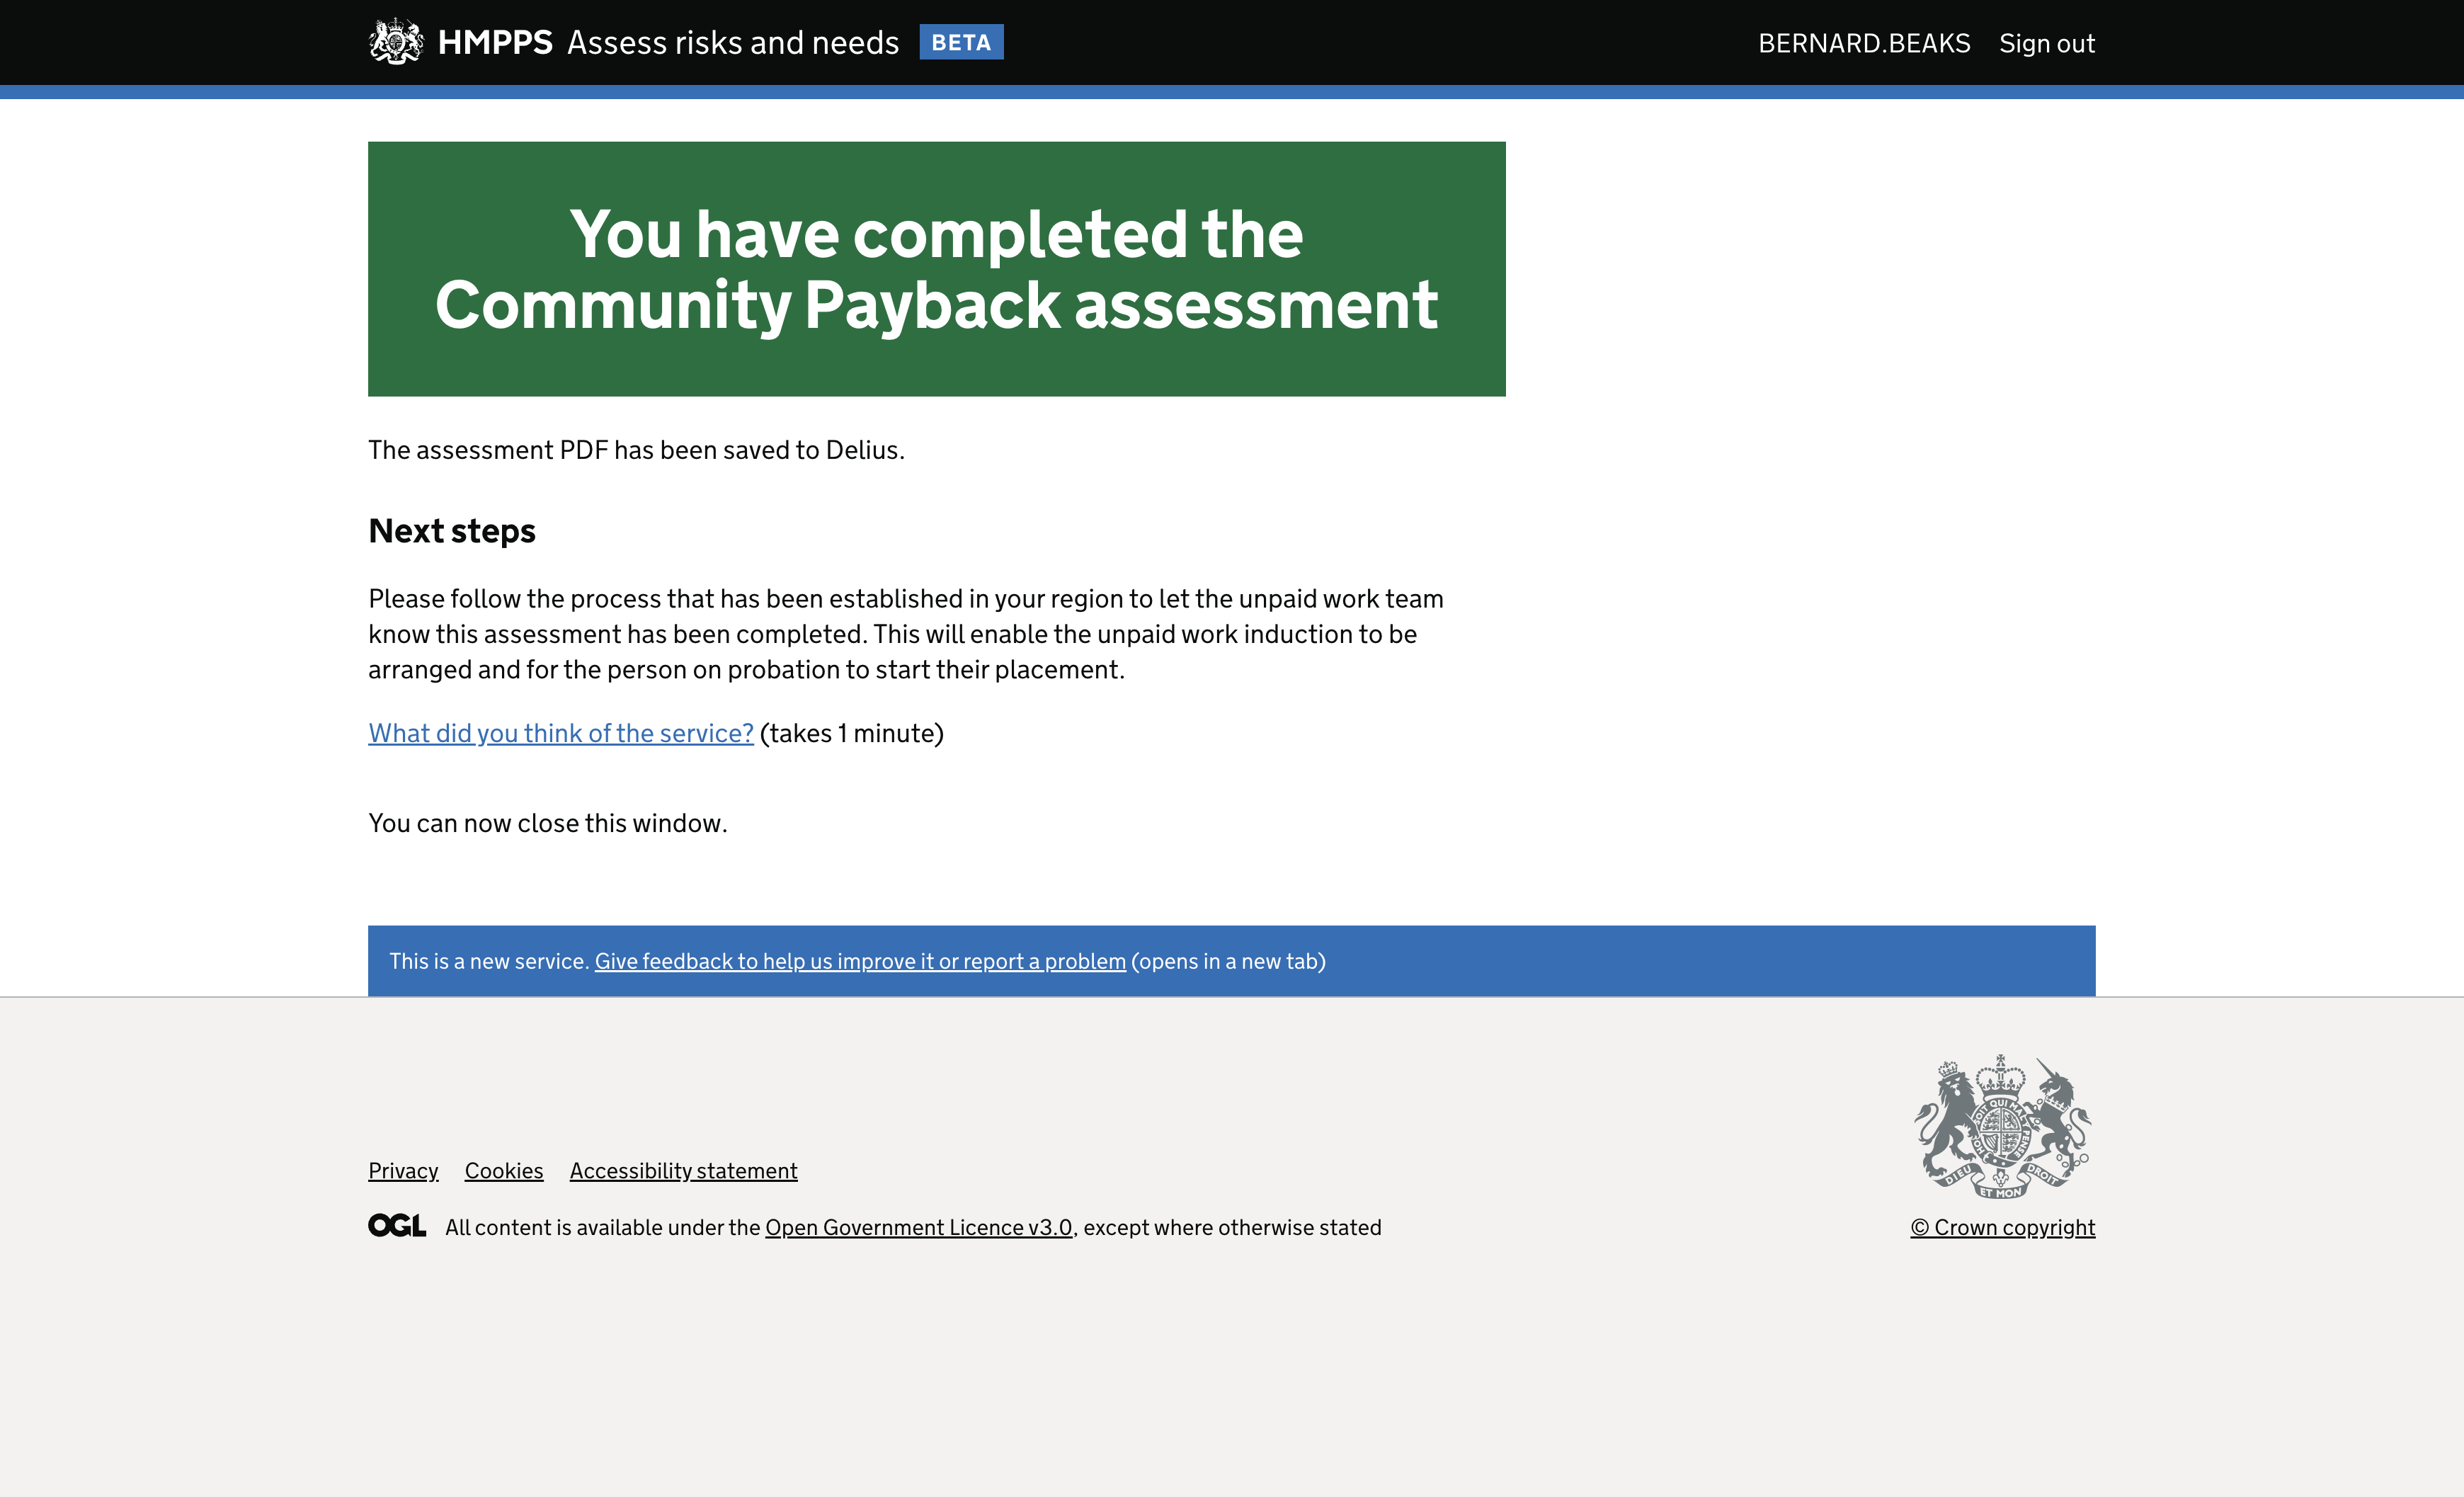 HMPPS Assess risks and needs BETA
BERNARD.BEAKS Sign out
You have completed the
Community Payback assessment
The assessment PDF has been saved to Delius.
Next steps
Please follow the process that has been established in your region to let the unpaid work team
know this assessment has been completed. This will enable the unpaid work induction to be
arranged and for the person on probation to start their placement.
What did you think of the service? (takes 1 minute)
You can now close this window.
This is a new service. Give feedback to help us improve it or report a problem (opens in a new tab)
DIEU ET MON DROIT
Privacy Cookies Accessibility statement
OGL All content is available under the Open Government Licence v3.0, except where otherwise stated
© Crown copyright